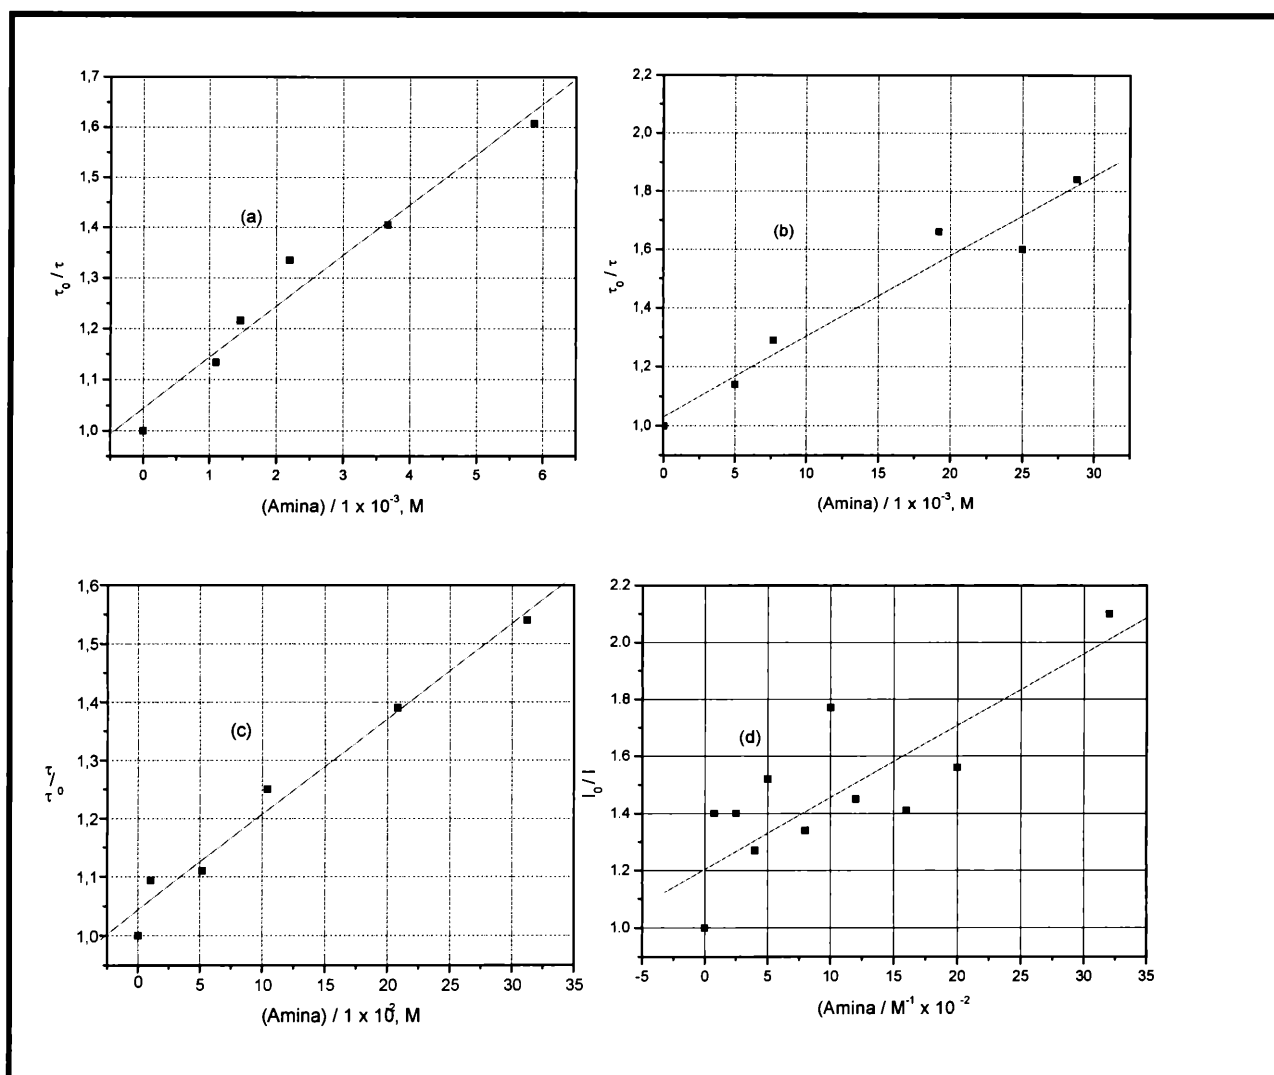 1,7
1,6
1,5
1,4
1,3
1,2
1,1
1,0
τ₀ / τ
(a)
0 1 2 3 4 5 6
(Amina) / 1 x 10⁻³, M
2,2
2,0
1,8
1,6
1,4
1,2
1,0
τ₀ / τ
(b)
0 5 10 15 20 25 30
(Amina) / 1 x 10⁻³, M
1,6
1,5
1,4
1,3
1,2
1,1
1,0
τ/τ₀
(c)
0 5 10 15 20 25 30 35
(Amina) / 1 x 10⁻², M
2.2
2.0
1.8
1.6
1.4
1.2
1.0
I₀ / I
(d)
-5 0 5 10 15 20 25 30 35
(Amina / M⁻¹ x 10⁻²